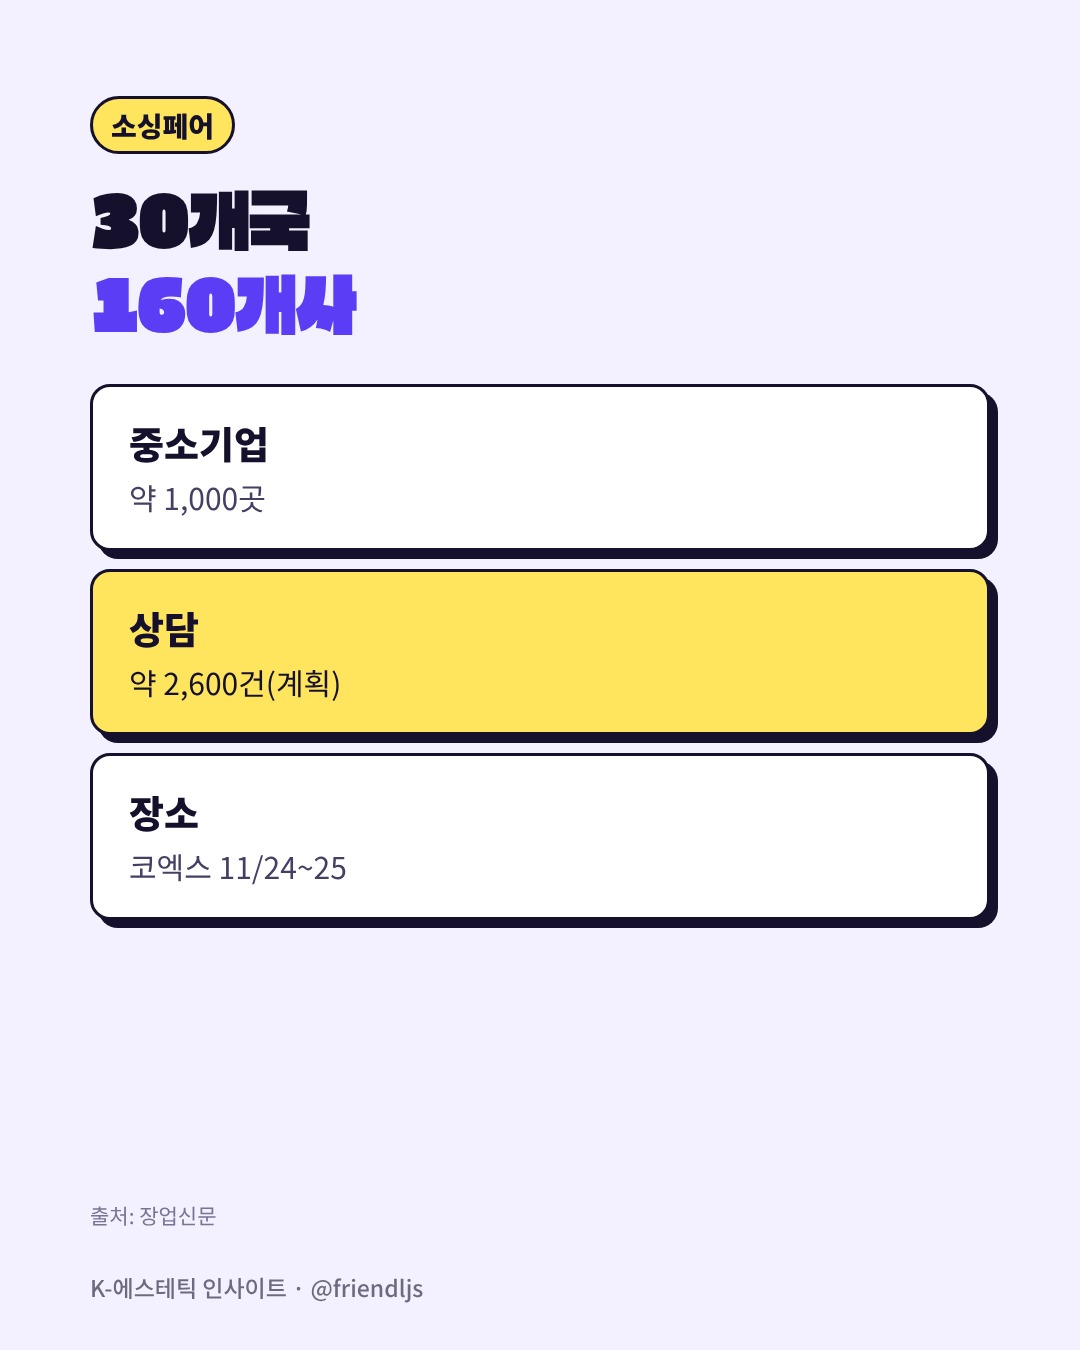 소싱페어
30개국
160개사
중소기업
약 1,000곳
상담
약 2,600건(계획)
장소
코엑스 11/24~25
출처: 장업신문
K-에스테틱 인사이트 · @friendljs